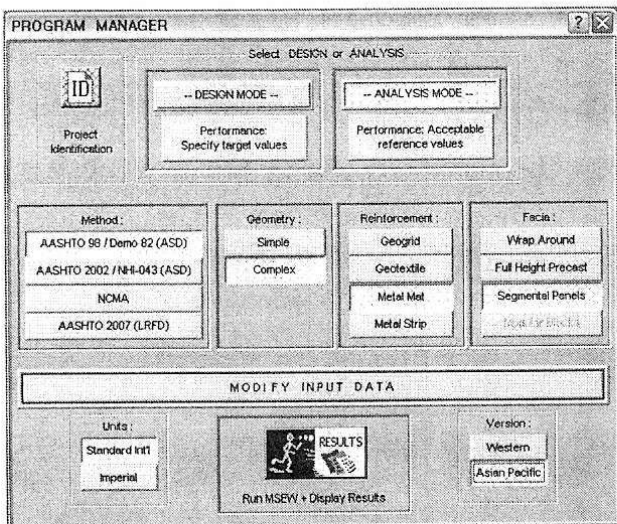 PROGRAM MANAGER
Select DESIGN or ANALYSIS
ID
Project
Identification
-- DESIGN MODE --
Performance:
Specify target values
-- ANALYSIS MODE --
Performance: Acceptable
reference values
Method :
AASHTO 98 / Demo 82 (ASD)
AASHTO 2002 / NHI-043 (ASD)
NCMA
AASHTO 2007 (LRFD)
Geometry :
Simple
Complex
Reinforcement :
Geogrid
Geotextile
Metal Mat
Metal Strip
Facia :
Wrap Around
Full Height Precast
Segmental Panels
MODIFY INPUT DATA
Units :
Standard Int'l
Imperial
RESULTS
Run MSEW + Display Results
Version :
Western
Asian Pacific